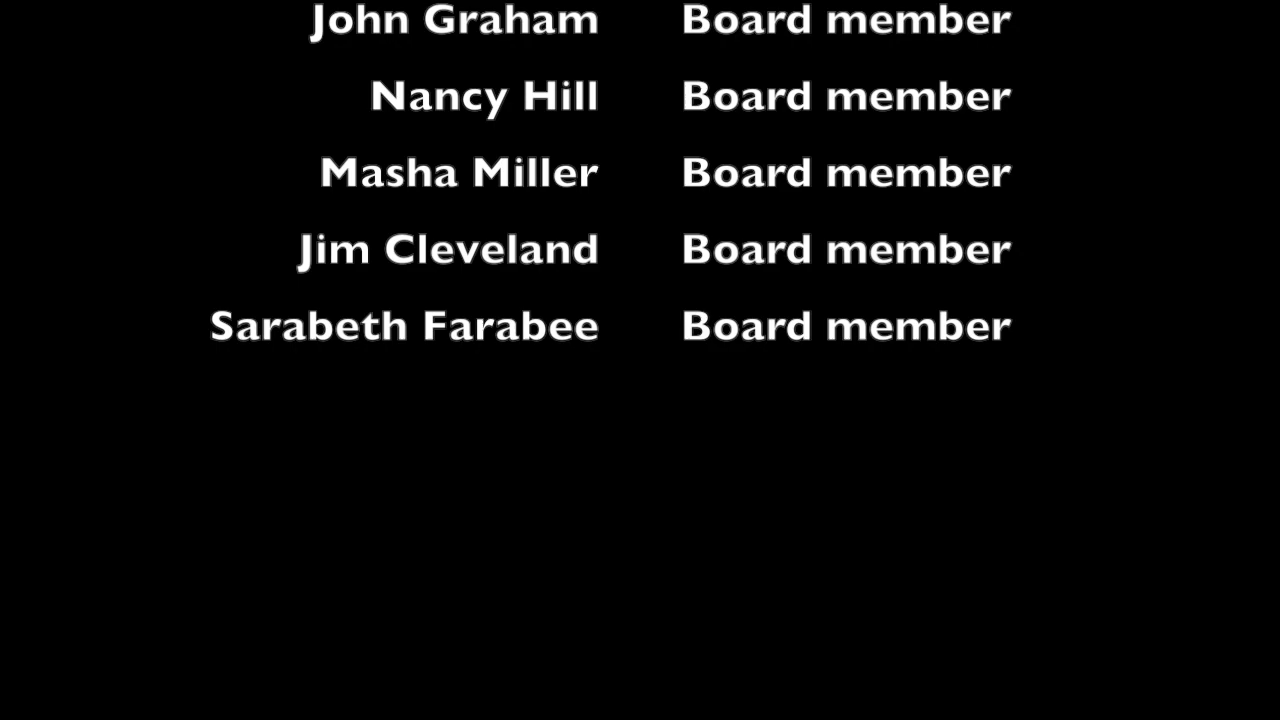 John Graham Board member
Nancy Hill Board member
Masha Miller Board member
Jim Cleveland Board member
Sarabeth Farabee Board member